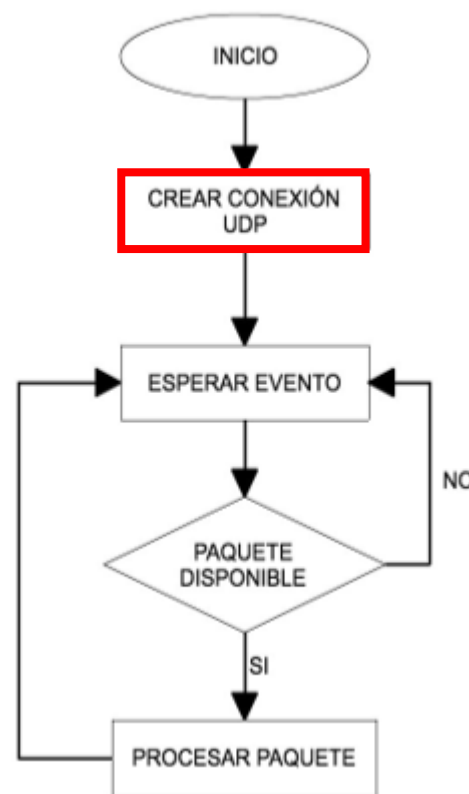 INICIO
CREAR CONEXIÓN
UDP
ESPERAR EVENTO
PAQUETE
DISPONIBLE
NO
SI
PROCESAR PAQUETE